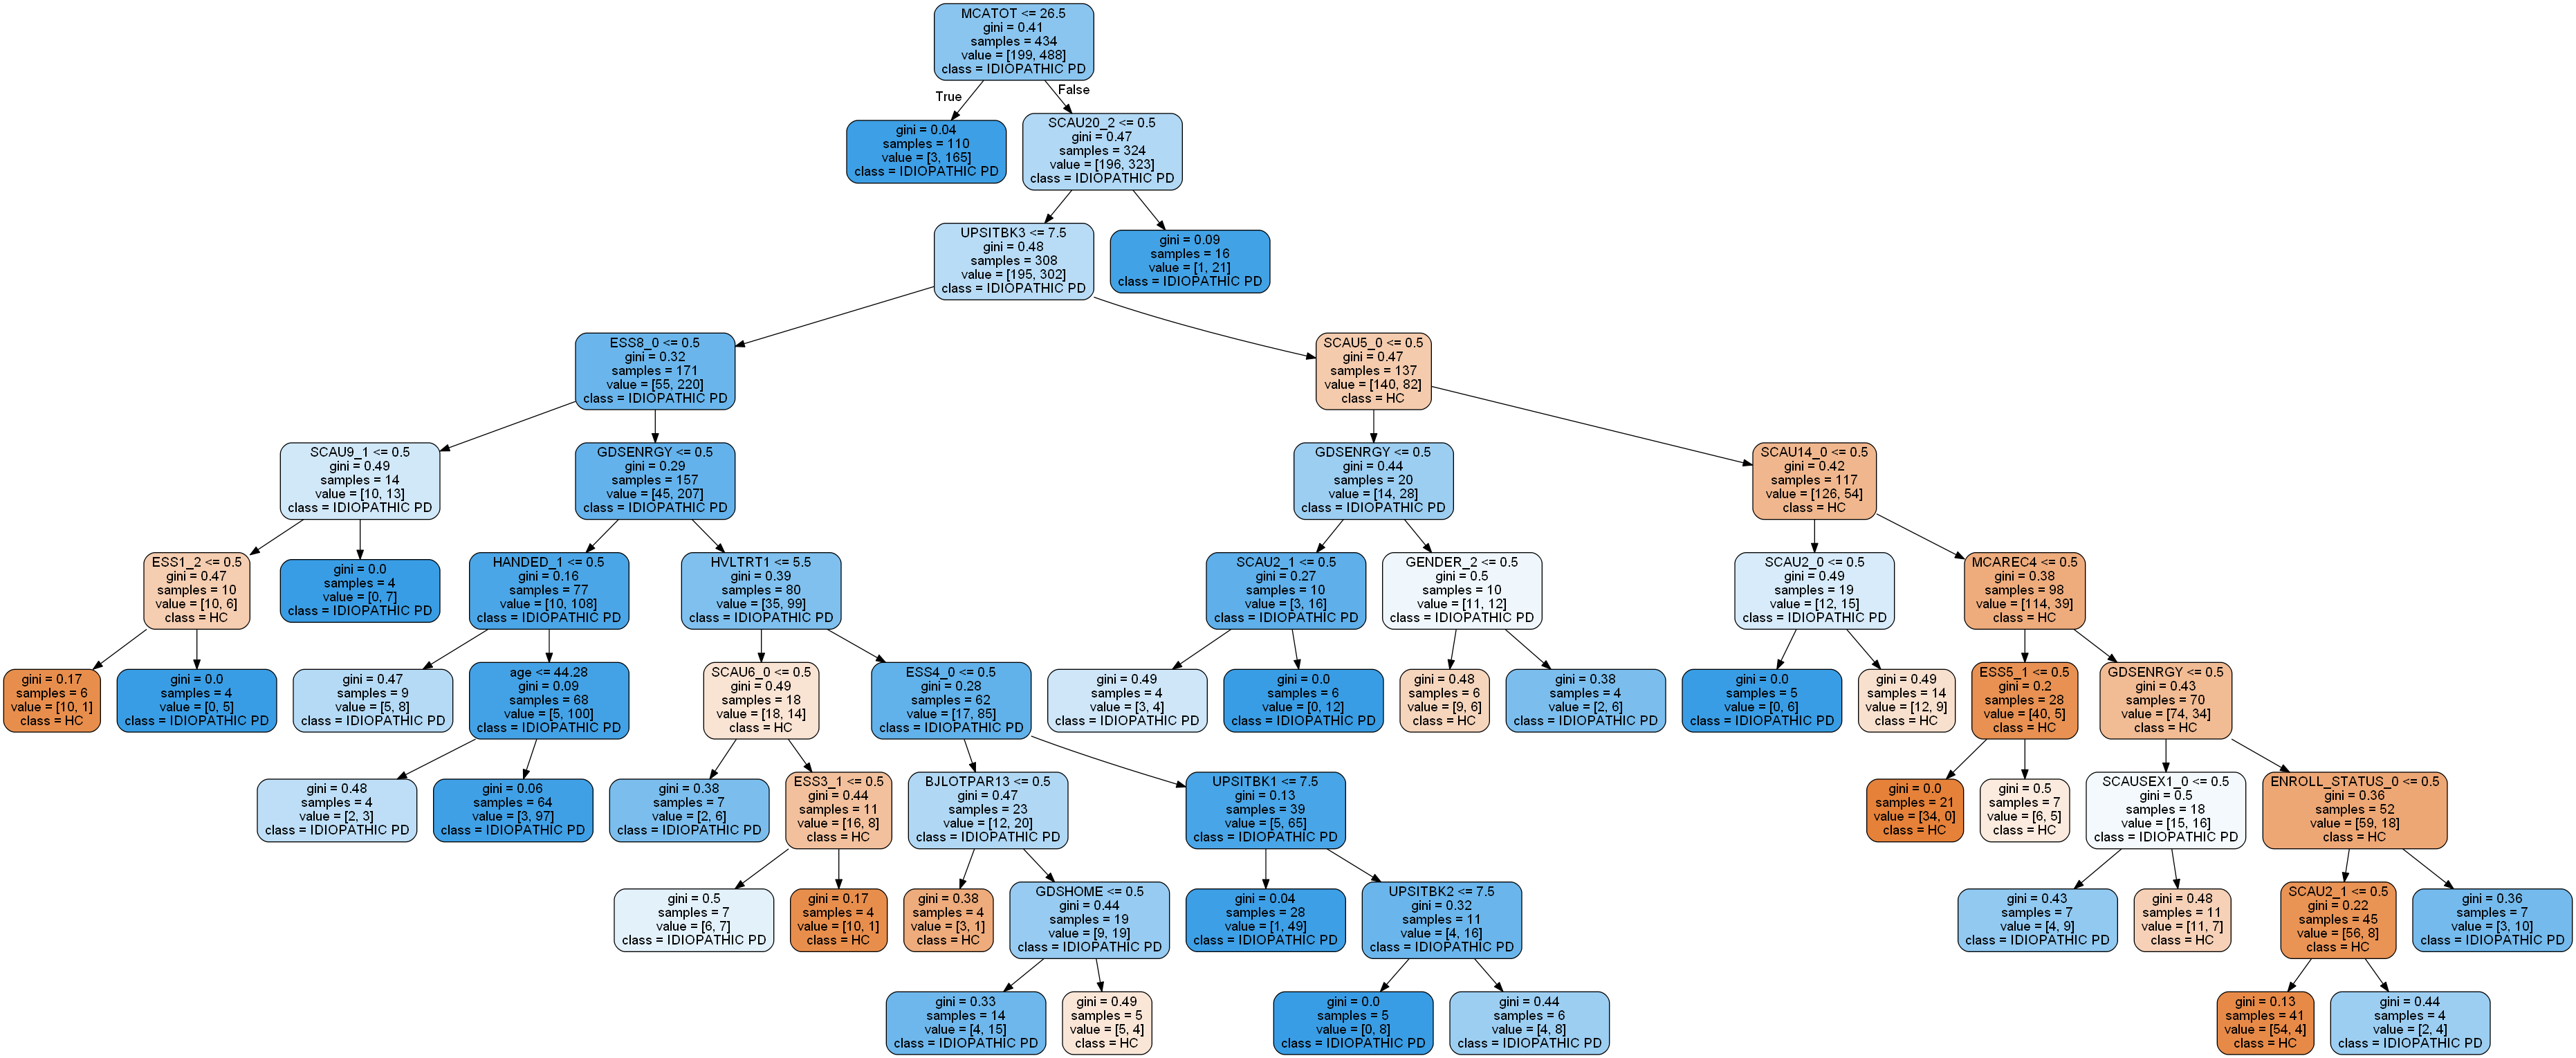 MCATOT <= 26.5
gini = 0.41
samples = 434
value = [199, 488]
class = IDIOPATHIC PD
True
False
gini = 0.04
samples = 110
value = [3, 165]
class = IDIOPATHIC PD
SCAU20_2 <= 0.5
gini = 0.47
samples = 324
value = [196, 323]
class = IDIOPATHIC PD
UPSITBK3 <= 7.5
gini = 0.48
samples = 308
value = [195, 302]
class = IDIOPATHIC PD
gini = 0.09
samples = 16
value = [1, 21]
class = IDIOPATHIC PD
ESS8_0 <= 0.5
gini = 0.32
samples = 171
value = [55, 220]
class = IDIOPATHIC PD
SCAU5_0 <= 0.5
gini = 0.47
samples = 137
value = [140, 82]
class = HC
SCAU9_1 <= 0.5
gini = 0.49
samples = 14
value = [10, 13]
class = IDIOPATHIC PD
GDSENRGY <= 0.5
gini = 0.29
samples = 157
value = [45, 207]
class = IDIOPATHIC PD
GDSENRGY <= 0.5
gini = 0.44
samples = 20
value = [14, 28]
class = IDIOPATHIC PD
SCAU14_0 <= 0.5
gini = 0.42
samples = 117
value = [126, 54]
class = HC
ESS1_2 <= 0.5
gini = 0.47
samples = 10
value = [10, 6]
class = HC
gini = 0.0
samples = 4
value = [0, 7]
class = IDIOPATHIC PD
HANDED_1 <= 0.5
gini = 0.16
samples = 77
value = [10, 108]
class = IDIOPATHIC PD
HVLTRT1 <= 5.5
gini = 0.39
samples = 80
value = [35, 99]
class = IDIOPATHIC PD
SCAU2_1 <= 0.5
gini = 0.27
samples = 10
value = [3, 16]
class = IDIOPATHIC PD
GENDER_2 <= 0.5
gini = 0.5
samples = 10
value = [11, 12]
class = IDIOPATHIC PD
SCAU2_0 <= 0.5
gini = 0.49
samples = 19
value = [12, 15]
class = IDIOPATHIC PD
MCAREC4 <= 0.5
gini = 0.38
samples = 98
value = [114, 39]
class = HC
gini = 0.17
samples = 6
value = [10, 1]
class = HC
gini = 0.0
samples = 4
value = [0, 5]
class = IDIOPATHIC PD
gini = 0.47
samples = 9
value = [5, 8]
class = IDIOPATHIC PD
age <= 44.28
gini = 0.09
samples = 68
value = [5, 100]
class = IDIOPATHIC PD
SCAU6_0 <= 0.5
gini = 0.49
samples = 18
value = [18, 14]
class = HC
ESS4_0 <= 0.5
gini = 0.28
samples = 62
value = [17, 85]
class = IDIOPATHIC PD
gini = 0.49
samples = 4
value = [3, 4]
class = IDIOPATHIC PD
gini = 0.0
samples = 6
value = [0, 12]
class = IDIOPATHIC PD
gini = 0.48
samples = 6
value = [9, 6]
class = HC
gini = 0.38
samples = 4
value = [2, 6]
class = IDIOPATHIC PD
gini = 0.0
samples = 5
value = [0, 6]
class = IDIOPATHIC PD
gini = 0.49
samples = 14
value = [12, 9]
class = HC
ESS5_1 <= 0.5
gini = 0.2
samples = 28
value = [40, 5]
class = HC
GDSENRGY <= 0.5
gini = 0.43
samples = 70
value = [74, 34]
class = HC
gini = 0.48
samples = 4
value = [2, 3]
class = IDIOPATHIC PD
gini = 0.06
samples = 64
value = [3, 97]
class = IDIOPATHIC PD
gini = 0.38
samples = 7
value = [2, 6]
class = IDIOPATHIC PD
ESS3_1 <= 0.5
gini = 0.44
samples = 11
value = [16, 8]
class = HC
BJLOTPAR13 <= 0.5
gini = 0.47
samples = 23
value = [12, 20]
class = IDIOPATHIC PD
UPSITBK1 <= 7.5
gini = 0.13
samples = 39
value = [5, 65]
class = IDIOPATHIC PD
gini = 0.0
samples = 21
value = [34, 0]
class = HC
gini = 0.5
samples = 7
value = [6, 5]
class = HC
SCAUSEX1_0 <= 0.5
gini = 0.5
samples = 18
value = [15, 16]
class = IDIOPATHIC PD
ENROLL_STATUS_0 <= 0.5
gini = 0.36
samples = 52
value = [59, 18]
class = HC
gini = 0.5
samples = 7
value = [6, 7]
class = IDIOPATHIC PD
gini = 0.17
samples = 4
value = [10, 1]
class = HC
gini = 0.38
samples = 4
value = [3, 1]
class = HC
GDSHOME <= 0.5
gini = 0.44
samples = 19
value = [9, 19]
class = IDIOPATHIC PD
gini = 0.04
samples = 28
value = [1, 49]
class = IDIOPATHIC PD
UPSITBK2 <= 7.5
gini = 0.32
samples = 11
value = [4, 16]
class = IDIOPATHIC PD
gini = 0.43
samples = 7
value = [4, 9]
class = IDIOPATHIC PD
gini = 0.48
samples = 11
value = [11, 7]
class = HC
SCAU2_1 <= 0.5
gini = 0.22
samples = 45
value = [56, 8]
class = HC
gini = 0.36
samples = 7
value = [3, 10]
class = IDIOPATHIC PD
gini = 0.33
samples = 14
value = [4, 15]
class = IDIOPATHIC PD
gini = 0.49
samples = 5
value = [5, 4]
class = HC
gini = 0.0
samples = 5
value = [0, 8]
class = IDIOPATHIC PD
gini = 0.44
samples = 6
value = [4, 8]
class = IDIOPATHIC PD
gini = 0.13
samples = 41
value = [54, 4]
class = HC
gini = 0.44
samples = 4
value = [2, 4]
class = IDIOPATHIC PD